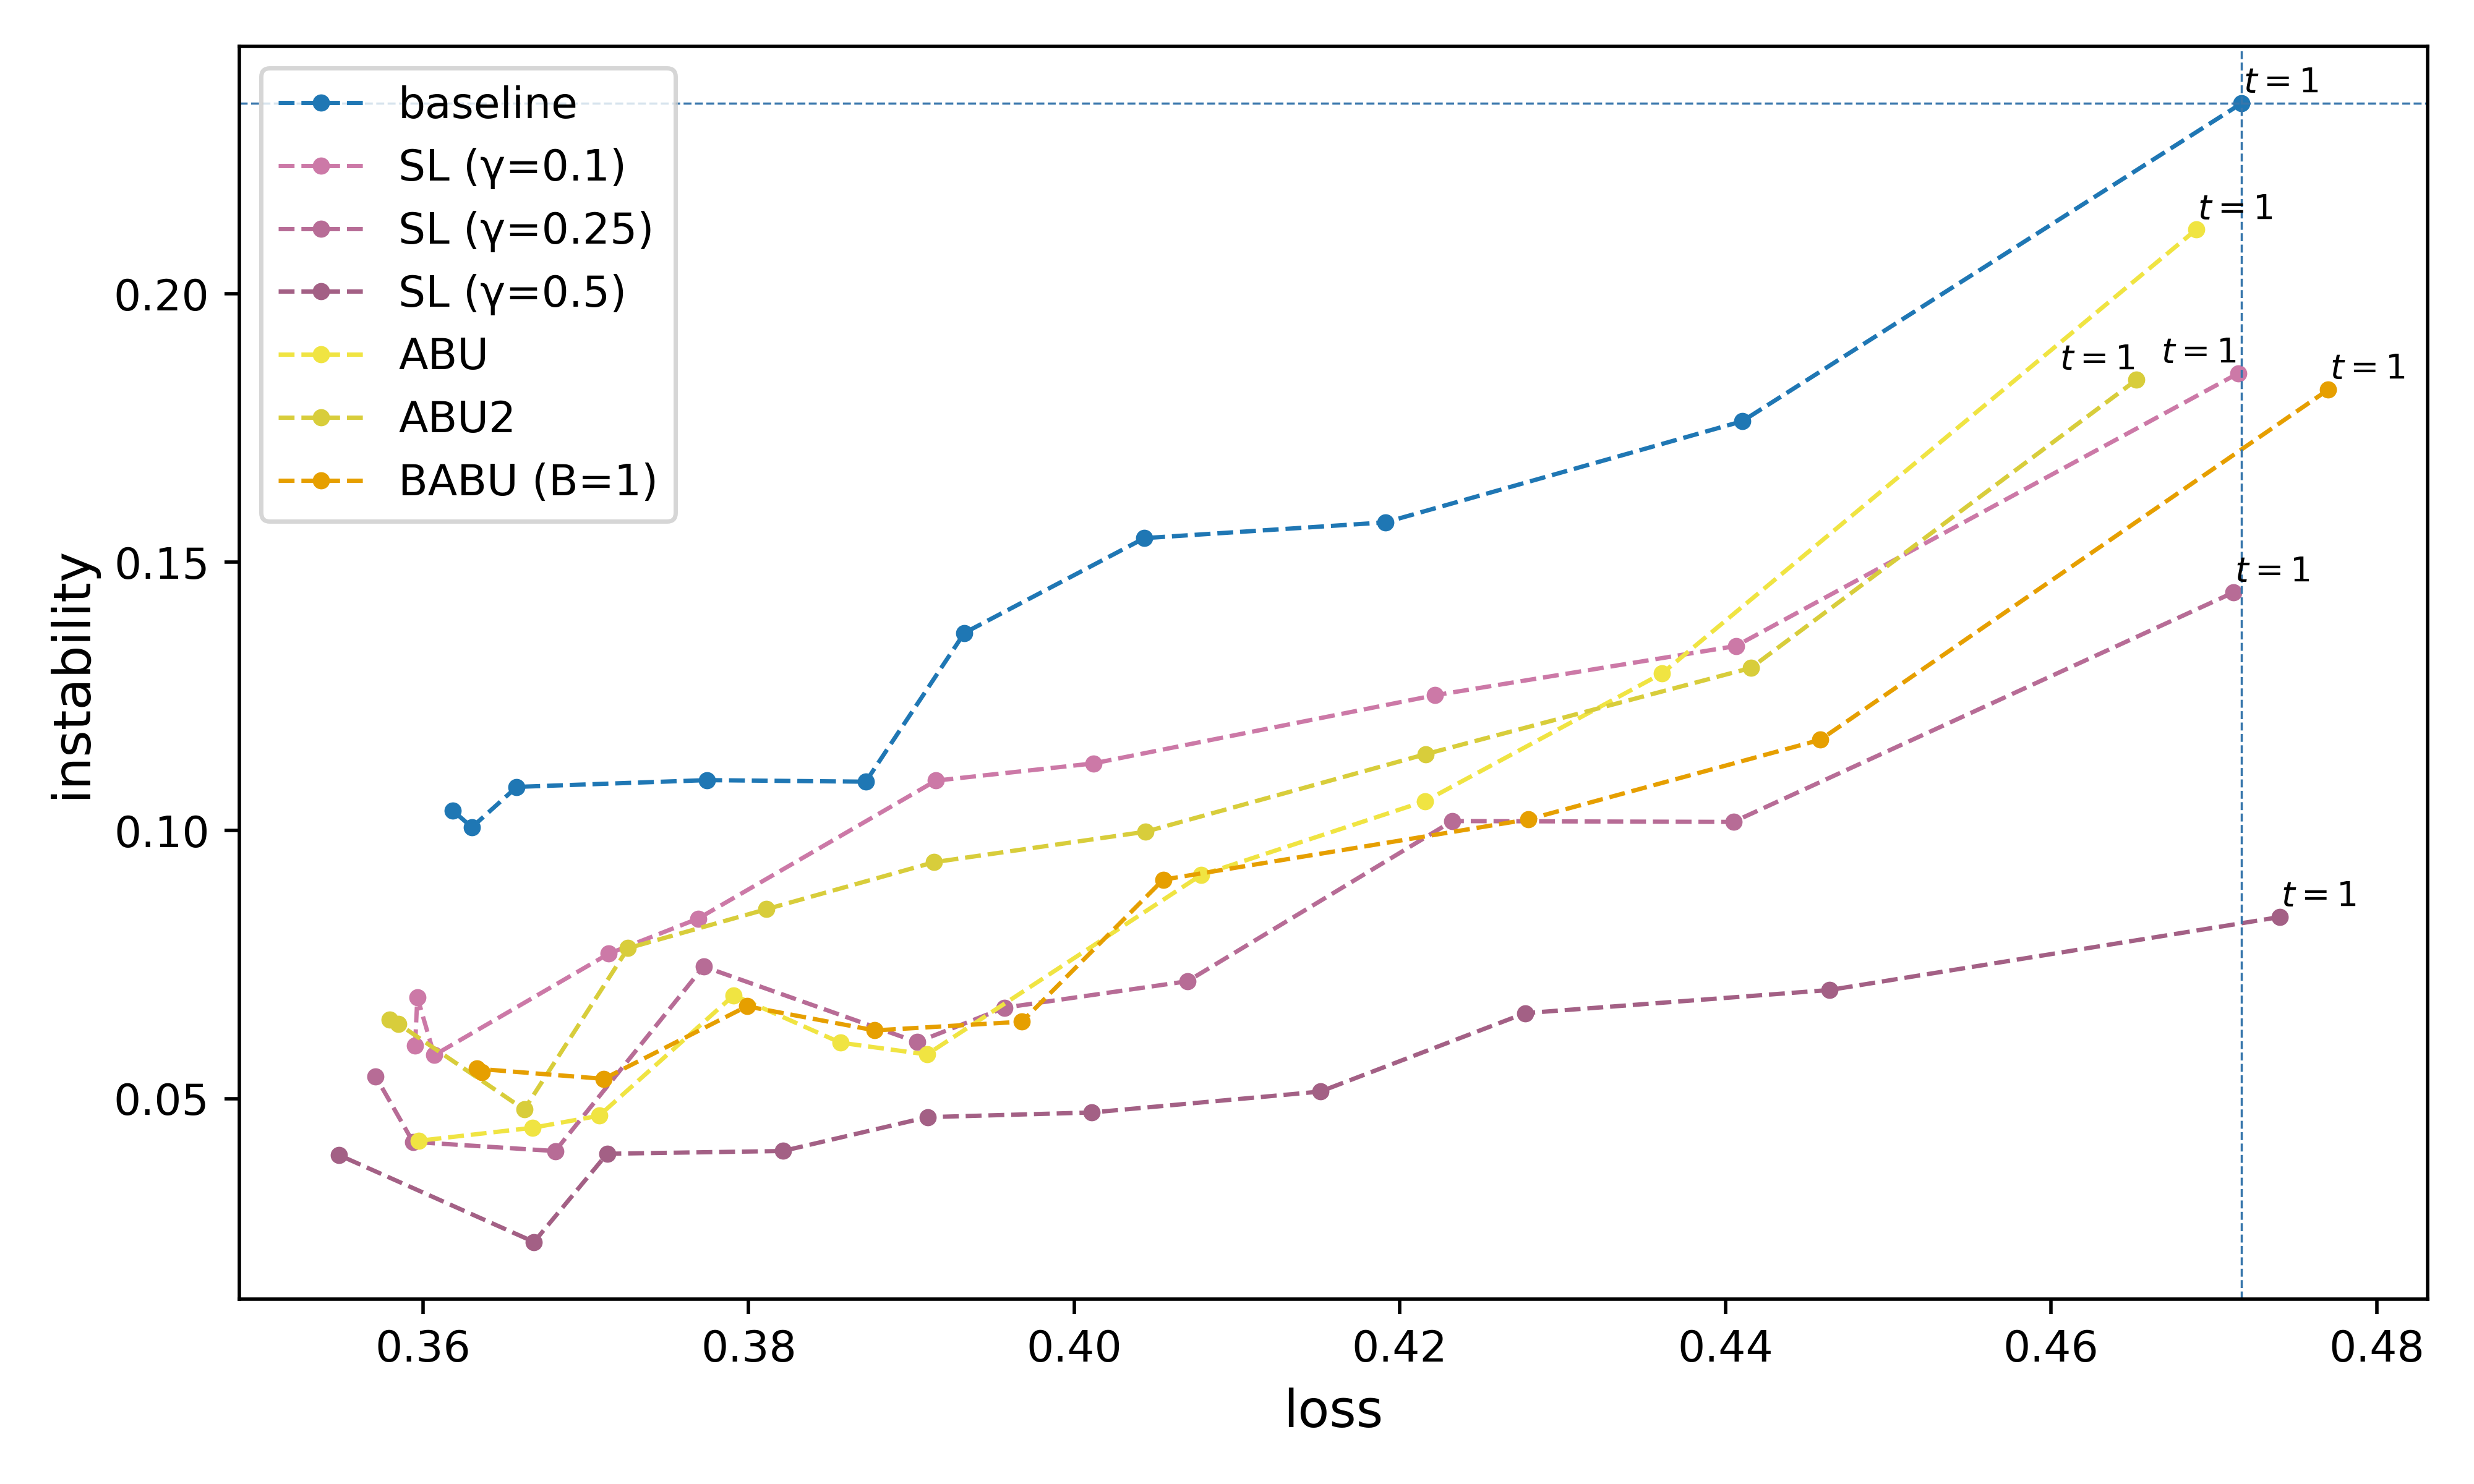 baseline
SL (γ=0.1)
SL (γ=0.25)
SL (γ=0.5)
ABU
ABU2
BABU (B=1)
t = 1
t = 1
t = 1
t = 1
t = 1
t = 1
t = 1
instability
0.20
0.15
0.10
0.05
0.36
0.38
0.40
0.42
0.44
0.46
0.48
loss